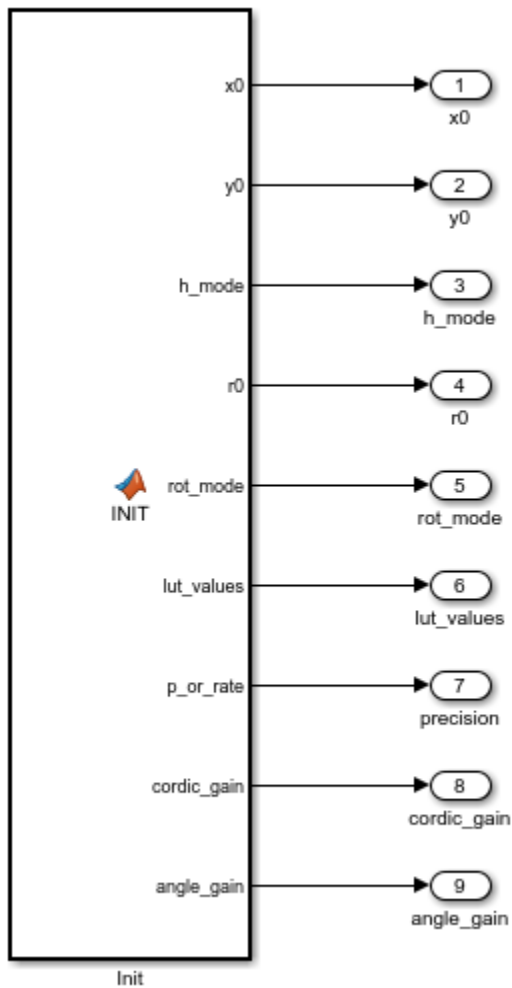 x0
1
x0
y0
2
y0
h_mode
3
h_mode
r0
4
r0
rot_mode
5
INIT
rot_mode
lut_values
6
lut_values
p_or_rate
7
precision
cordic_gain
8
cordic_gain
angle_gain
9
angle_gain
Init